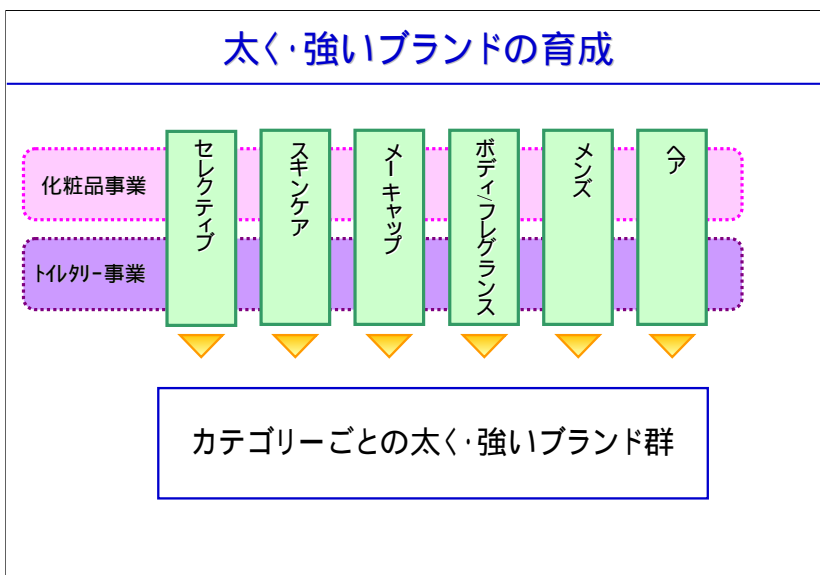 太く・強いブランドの育成
化粧品事業
トイレタリー事業
セレクティブ
スキンケア
メーキャップ
ボディ/フレグランス
メンズ
ヘア
カテゴリーごとの太く・強いブランド群